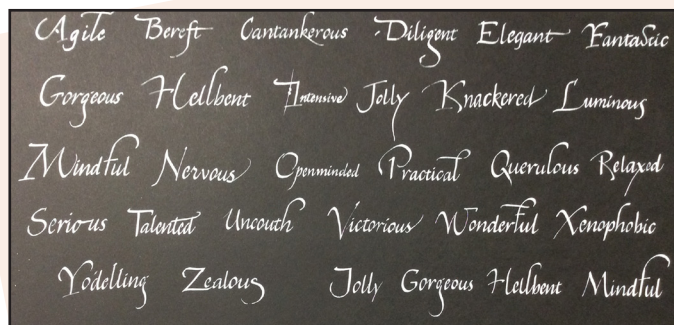 Agile Bereft Cantankerous Diligent Elegant Fantastic
Gorgeous Hellbent Intensive Jolly Knackered Luminous
Mindful Nervous Openminded Practical Querulous Relaxed
Serious Talented Uncouth Victorious Wonderful Xenophobic
Yodelling Zealous Jolly Gorgeous Hellbent Mindful